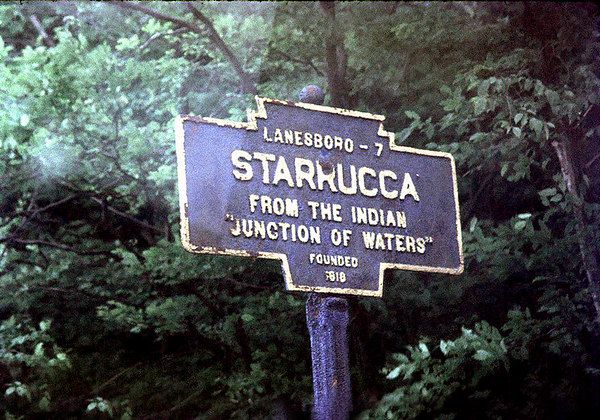 LANESBORO - 7
STARRUCCA
FROM THE INDIAN
"JUNCTION OF WATERS"
FOUNDED
1818